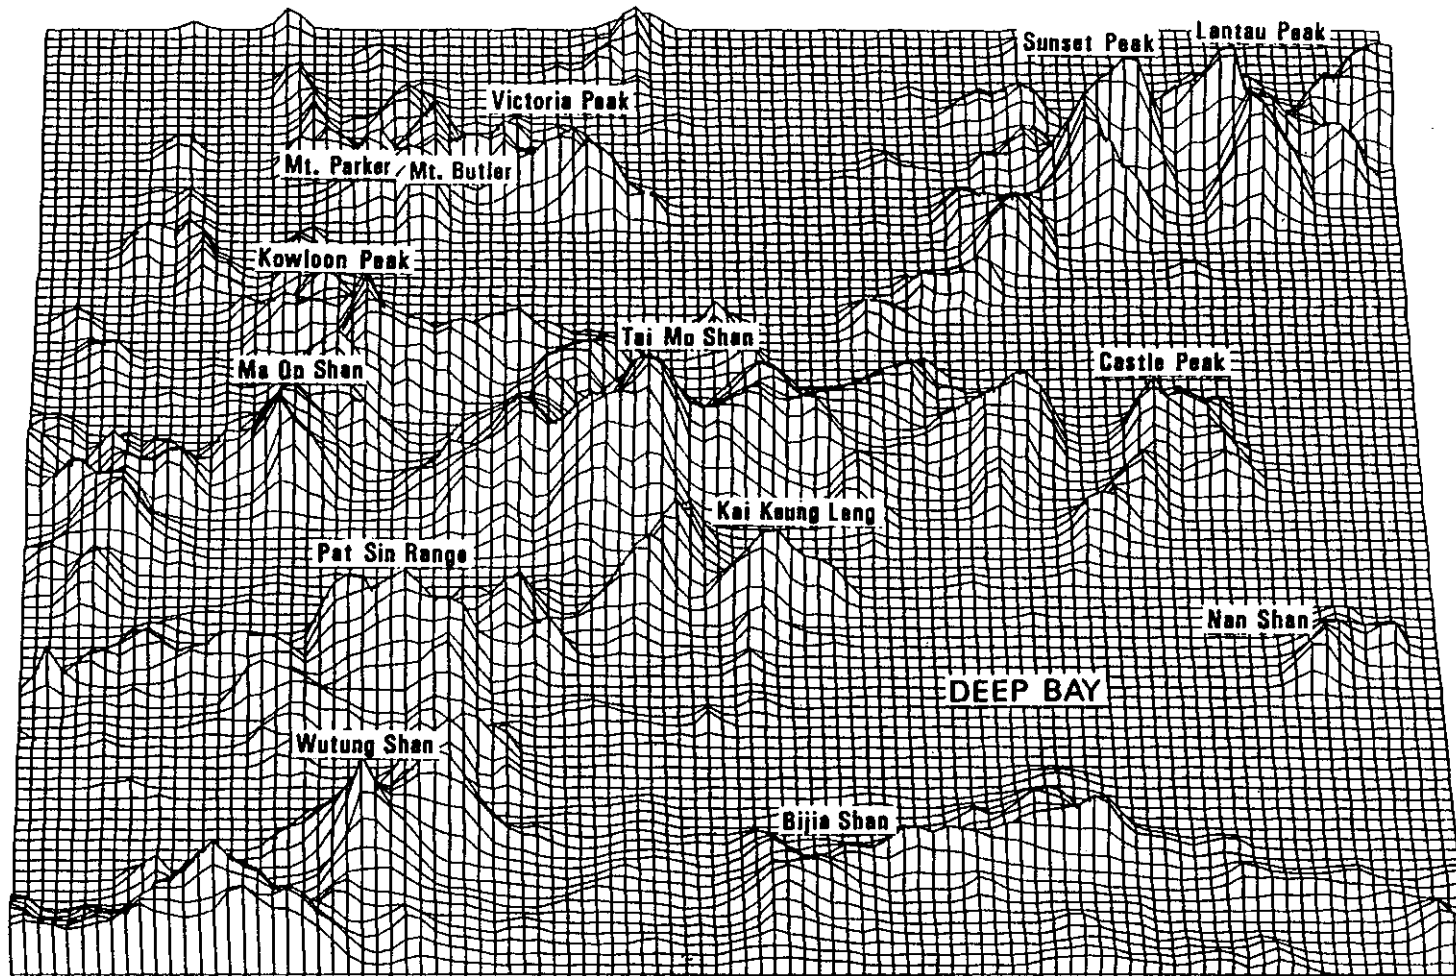 Sunset Peak
Lantau Peak
Victoria Peak
Mt. Parker / Mt. Butler
Kowloon Peak
Tai Mo Shan
Ma On Shan
Castle Peak
Kai Keung Leng
Pat Sin Range
Nan Shan
DEEP BAY
Wutung Shan
Bijia Shan